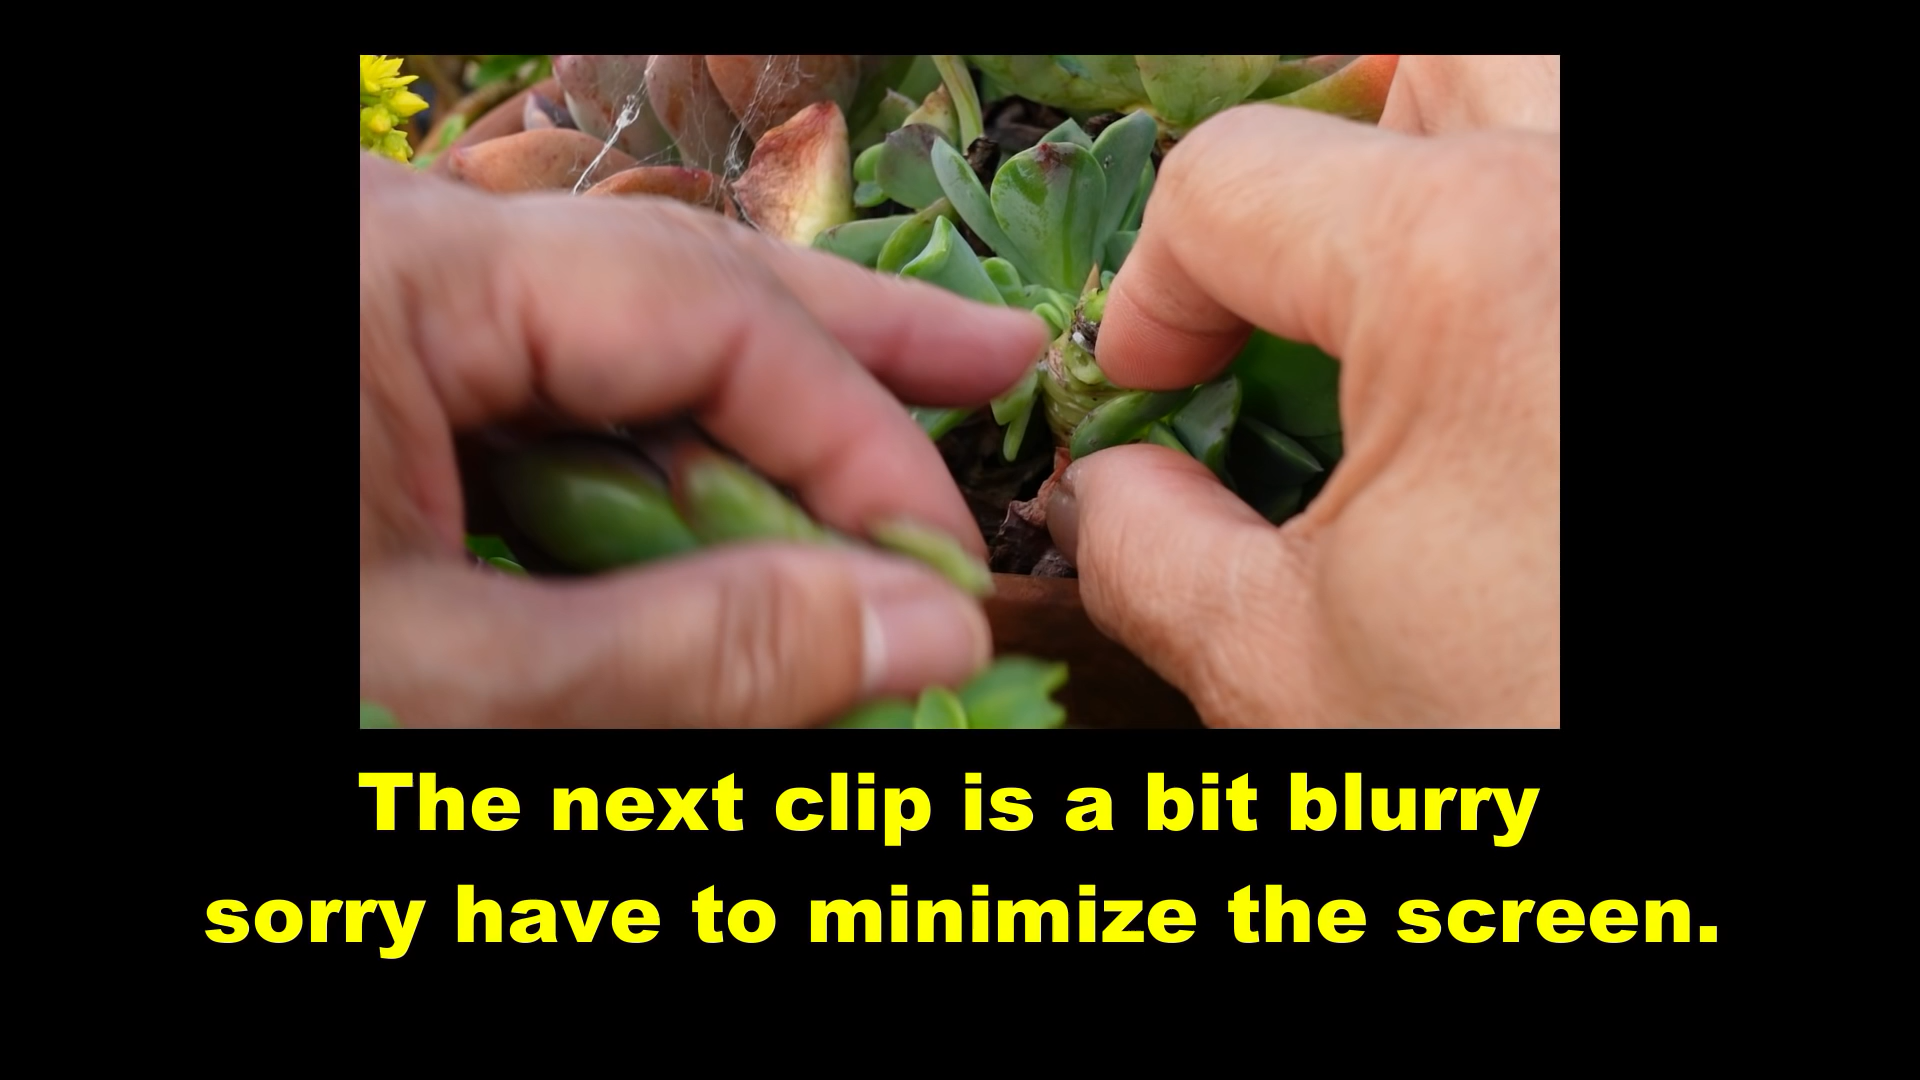 The next clip is a bit blurry
sorry have to minimize the screen.